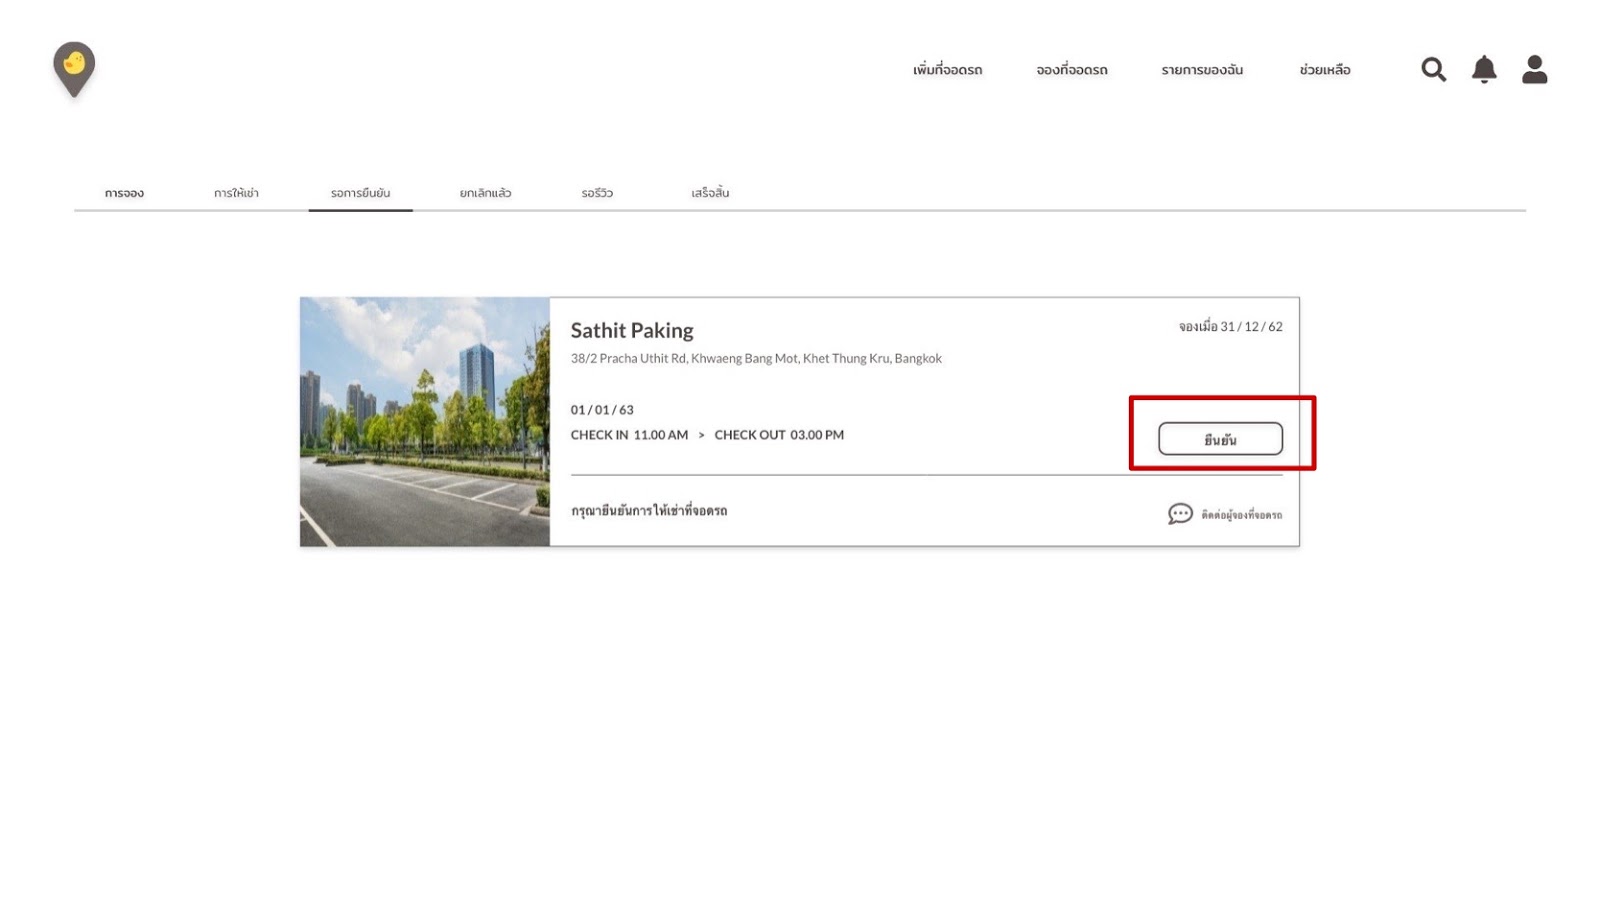 เพิ่มที่จอดรถ จองที่จอดรถ รายการของฉัน ช่วยเหลือ
การจอง การให้เช่า รอการยืนยัน ยกเลิกแล้ว รอรีวิว เสร็จสิ้น
Sathit Paking จองเมื่อ 31 / 12 / 62
38/2 Pracha Uthit Rd, Khwaeng Bang Mot, Khet Thung Kru, Bangkok
01 / 01 / 63
CHECK IN 11.00 AM > CHECK OUT 03.00 PM ยืนยัน
กรุณายืนยันการให้เช่าที่จอดรถ ติดต่อผู้จองที่จอดรถ